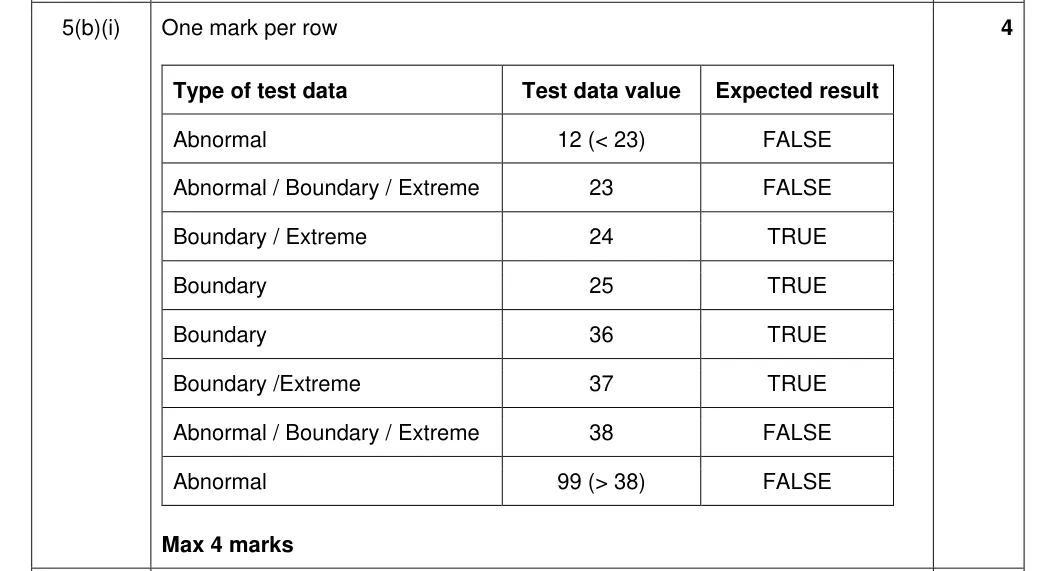 5(b)(i) One mark per row 4
Type of test data Test data value Expected result
Abnormal 12 (< 23) FALSE
Abnormal / Boundary / Extreme 23 FALSE
Boundary / Extreme 24 TRUE
Boundary 25 TRUE
Boundary 36 TRUE
Boundary /Extreme 37 TRUE
Abnormal / Boundary / Extreme 38 FALSE
Abnormal 99 (> 38) FALSE
Max 4 marks